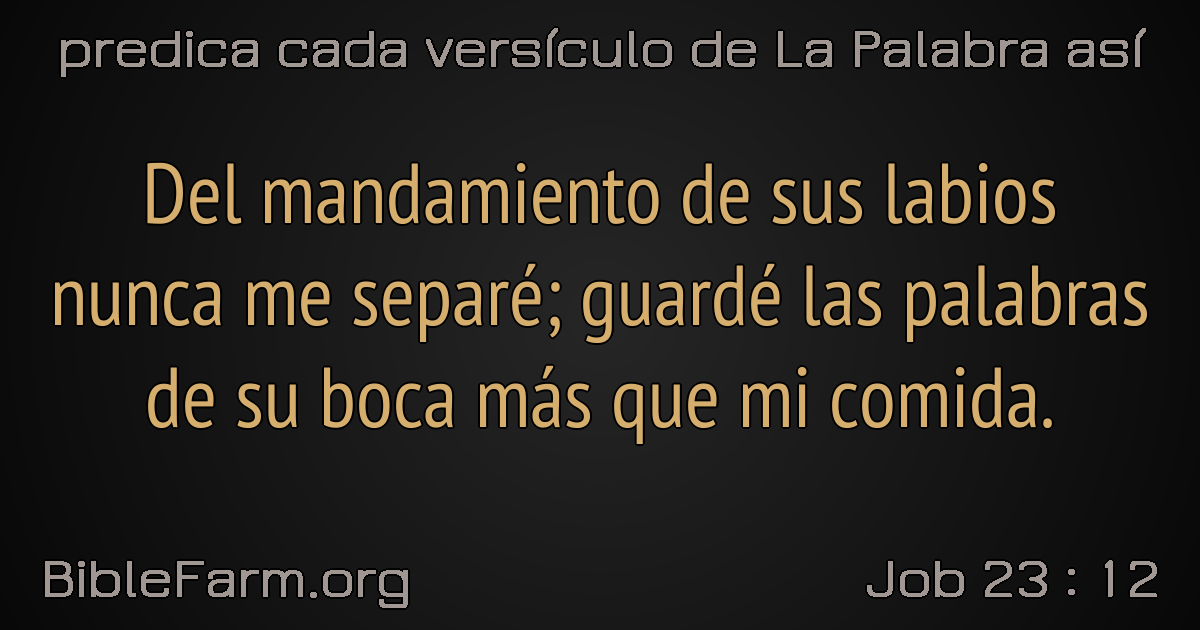 predica cada versículo de La Palabra así
Del mandamiento de sus labios
nunca me separé; guardé las palabras
de su boca más que mi comida.
BibleFarm.org
Job 23 : 12